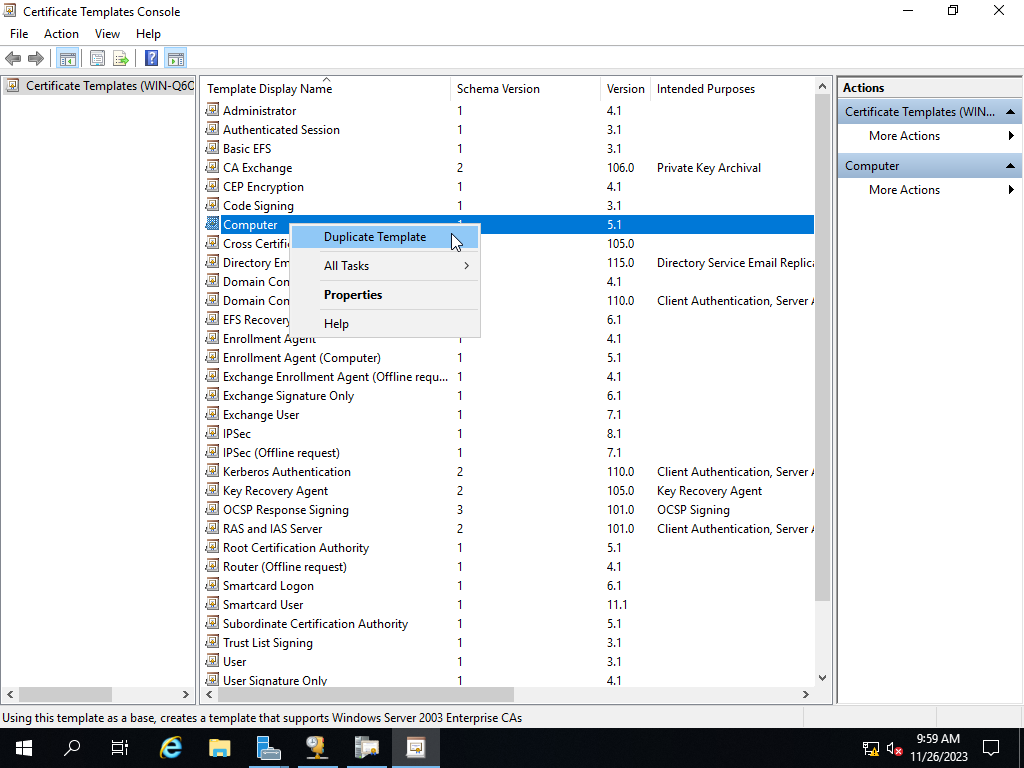 Certificate Templates Console
File Action View Help
Certificate Templates (WIN-Q6C
Template Display Name Schema Version Version Intended Purposes
Administrator 1 4.1
Authenticated Session 1 3.1
Basic EFS 1 3.1
CA Exchange 2 106.0 Private Key Archival
CEP Encryption 1 4.1
Code Signing 1 3.1
Computer 5.1
Cross Certific 105.0
Directory Em 115.0 Directory Service Email Replica
Domain Con 4.1
Domain Con 110.0 Client Authentication, Server A
EFS Recovery 6.1
Enrollment Agent 1 4.1
Enrollment Agent (Computer) 1 5.1
Exchange Enrollment Agent (Offline requ... 1 4.1
Exchange Signature Only 1 6.1
Exchange User 1 7.1
IPSec 1 8.1
IPSec (Offline request) 1 7.1
Kerberos Authentication 2 110.0 Client Authentication, Server A
Key Recovery Agent 2 105.0 Key Recovery Agent
OCSP Response Signing 3 101.0 OCSP Signing
RAS and IAS Server 2 101.0 Client Authentication, Server A
Root Certification Authority 1 5.1
Router (Offline request) 1 4.1
Smartcard Logon 1 6.1
Smartcard User 1 11.1
Subordinate Certification Authority 1 5.1
Trust List Signing 1 3.1
User 1 3.1
User Signature Only 1 4.1
Duplicate Template
All Tasks
Properties
Help
Actions
Certificate Templates (WIN...
More Actions
Computer
More Actions
Using this template as a base, creates a template that supports Windows Server 2003 Enterprise CAs
9:59 AM
11/26/2023